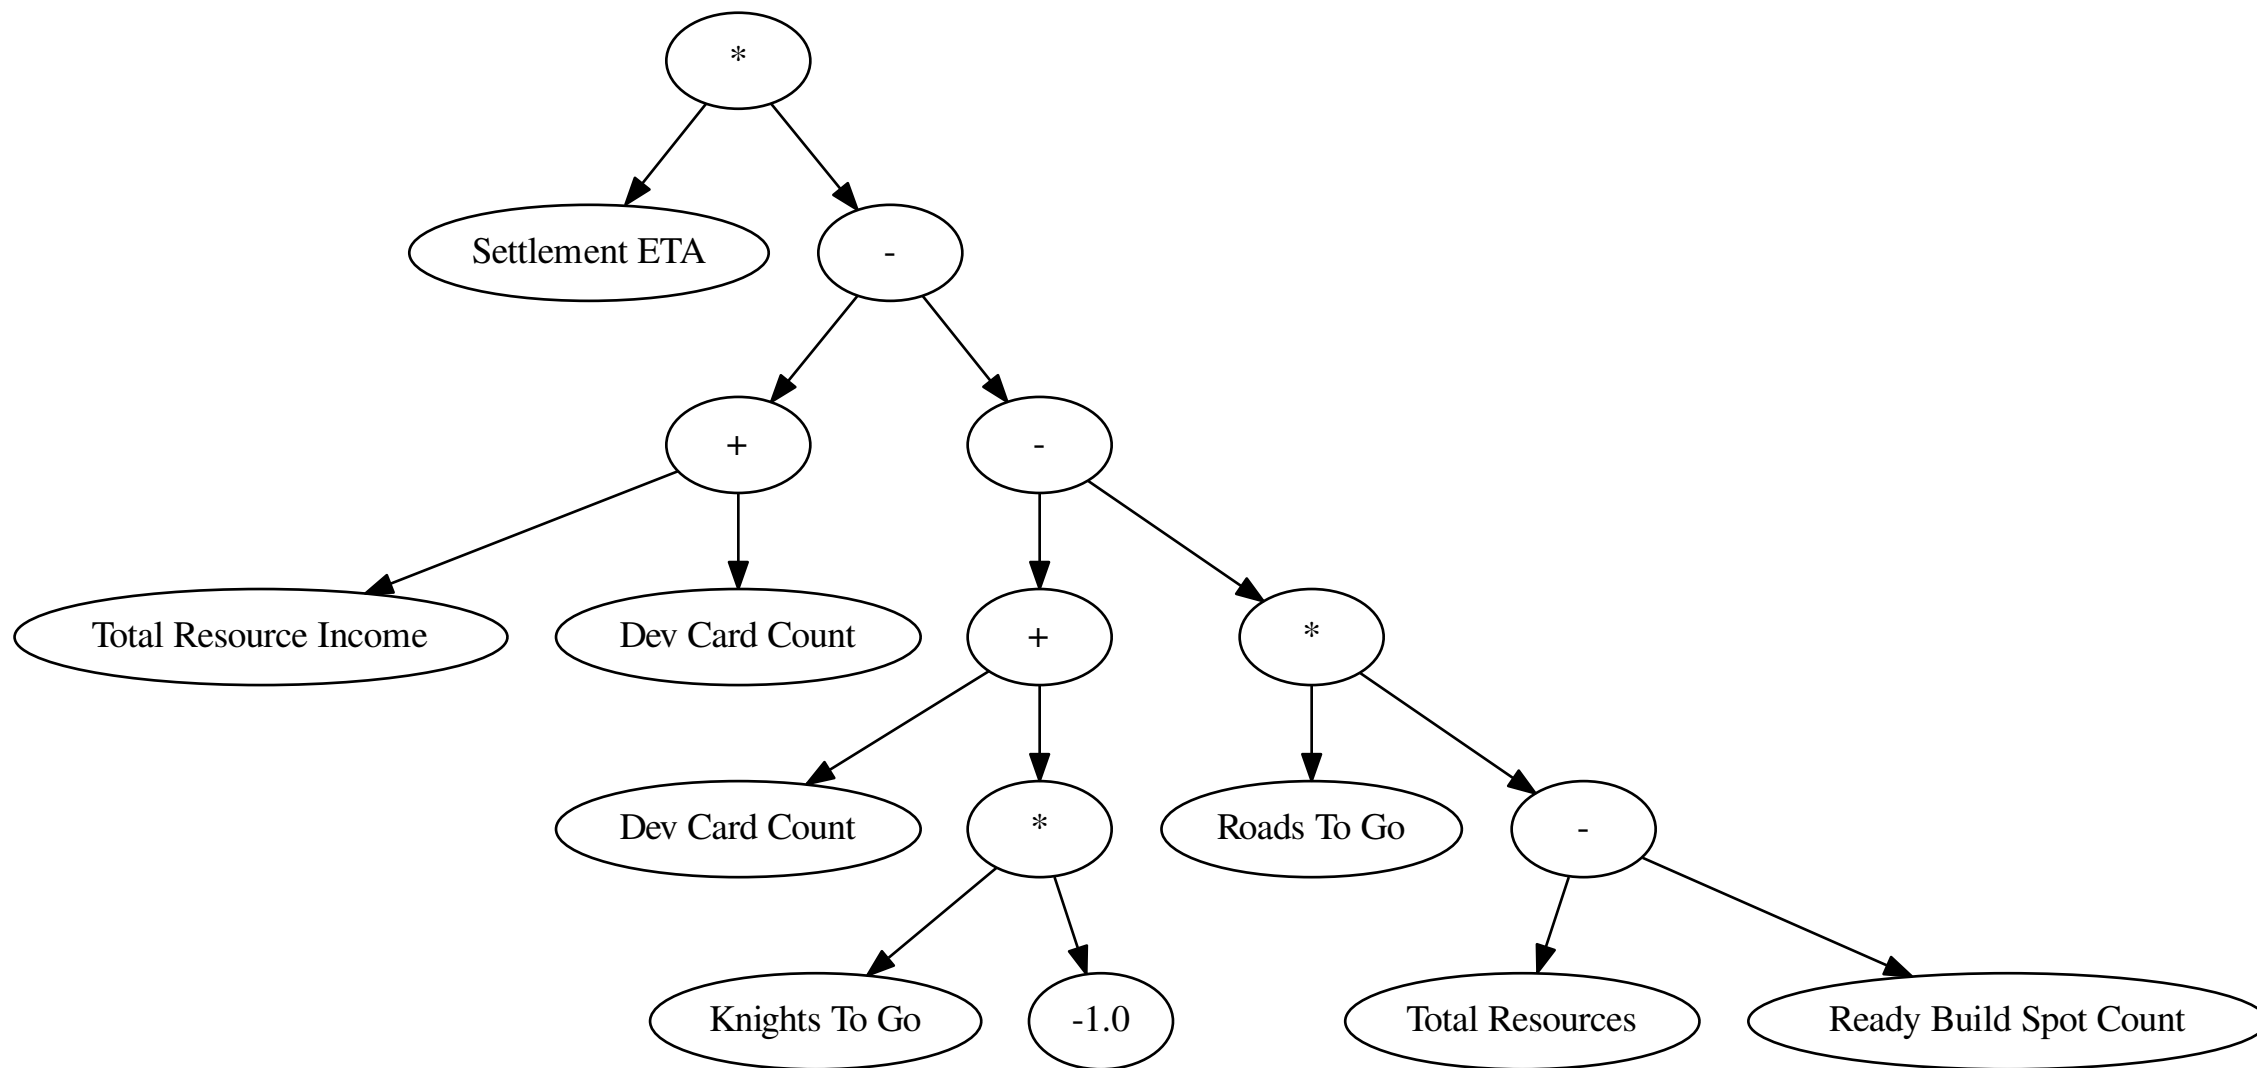 *
Settlement ETA
-
+
-
Total Resource Income
Dev Card Count
+
*
Dev Card Count
*
Roads To Go
-
Knights To Go
-1.0
Total Resources
Ready Build Spot Count